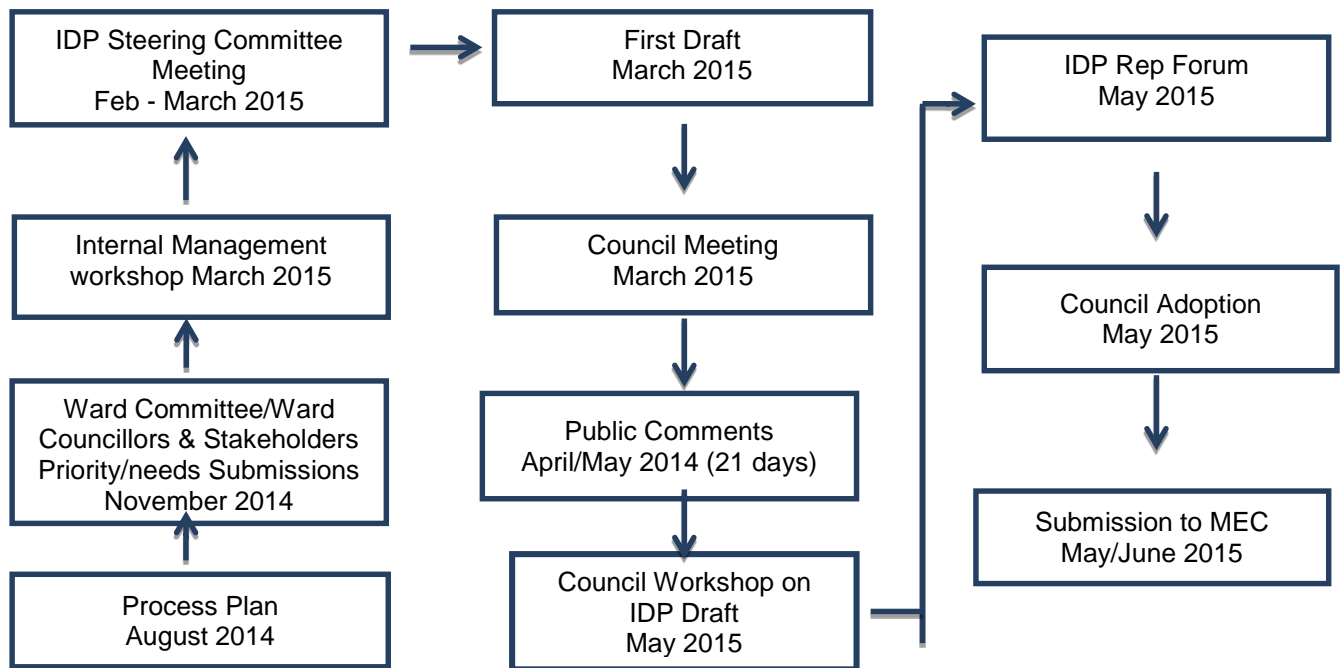 IDP Steering Committee
Meeting
Feb - March 2015
First Draft
March 2015
IDP Rep Forum
May 2015
Internal Management
workshop March 2015
Council Meeting
March 2015
Council Adoption
May 2015
Ward Committee/Ward
Councillors & Stakeholders
Priority/needs Submissions
November 2014
Public Comments
April/May 2014 (21 days)
Submission to MEC
May/June 2015
Process Plan
August 2014
Council Workshop on
IDP Draft
May 2015